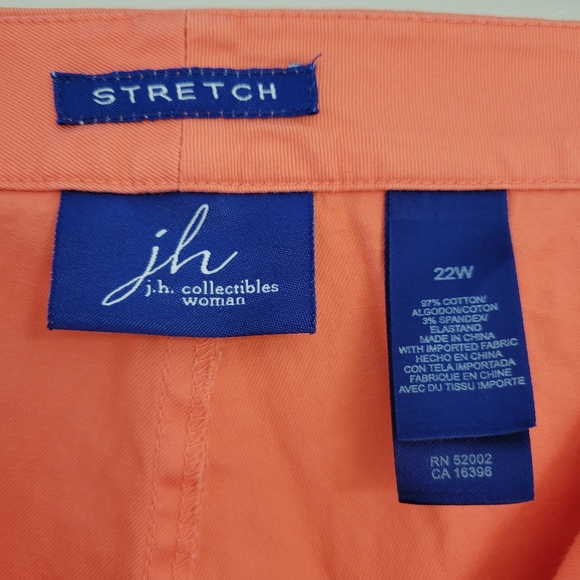 STRETCH
jh
j.h. collectibles
woman
22W
97% COTTON/
ALGODON/COTON
3% SPANDEX/
ELASTANO
MADE IN CHINA
WITH IMPORTED FABRIC
HECHO EN CHINA
CON TELA IMPORTADA
FABRIQUE EN CHINE
AVEC DU TISSU IMPORTE
RN 52002
CA 16396